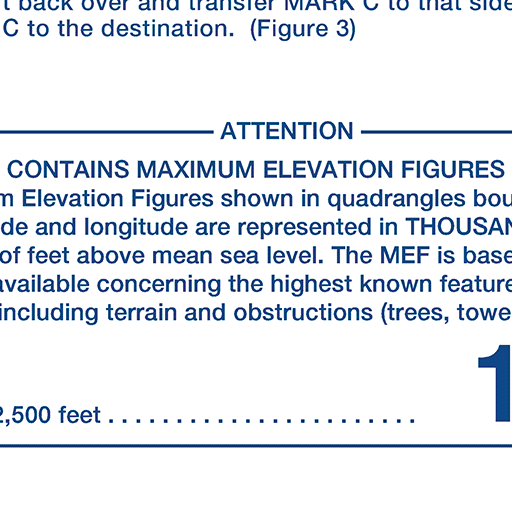 back over and transfer MARK C to that side
C to the destination. (Figure 3)
ATTENTION
CONTAINS MAXIMUM ELEVATION FIGURES
m Elevation Figures shown in quadrangles bou
de and longitude are represented in THOUSAN
of feet above mean sea level. The MEF is base
available concerning the highest known feature
including terrain and obstructions (trees, towe
2,500 feet . . . . . . . . . . . . . . . . . . . . . . . 1